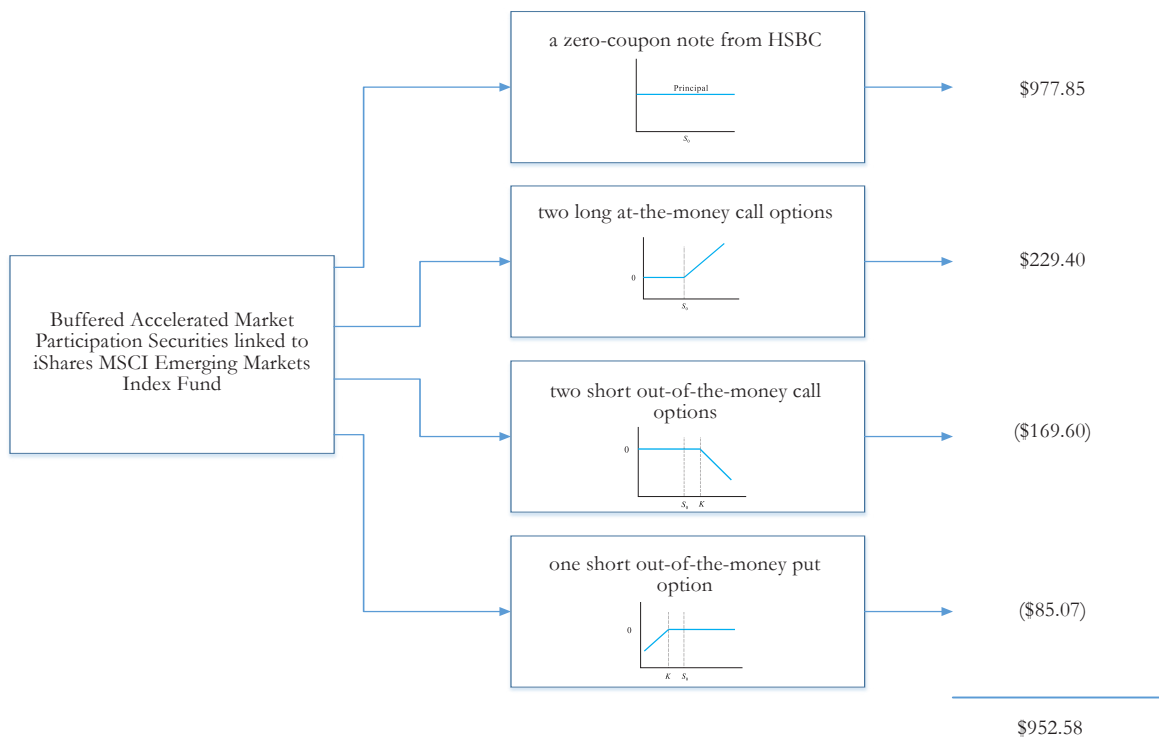 a zero-coupon note from HSBC
Principal
S₀
$977.85
two long at-the-money call options
0
S₀
$229.40
Buffered Accelerated Market
Participation Securities linked to
iShares MSCI Emerging Markets
Index Fund
two short out-of-the-money call
options
0
S₀ K
($169.60)
one short out-of-the-money put
option
0
K S₀
($85.07)
$952.58